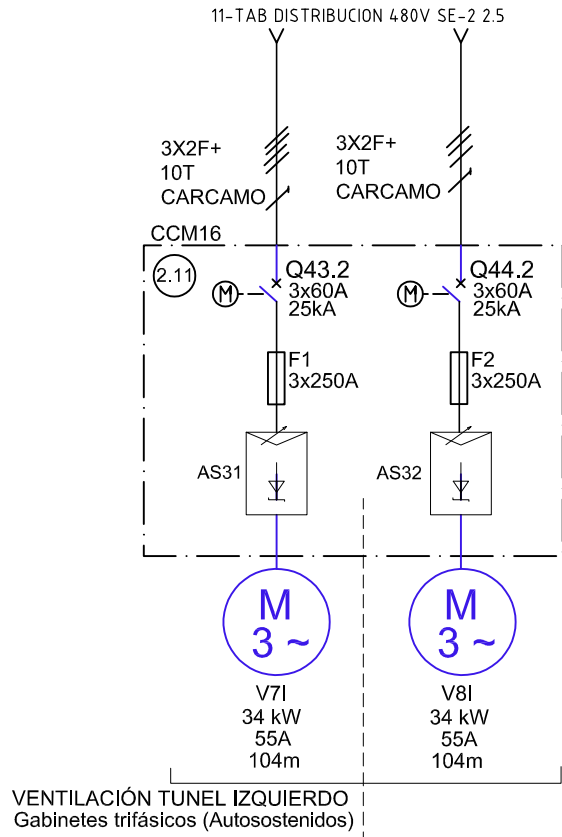 11-TAB DISTRIBUCION 480V SE-2 2.5
3X2F+
10T
CARCAMO
3X2F+
10T
CARCAMO
CCM16
2.11
M
Q43.2
3x60A
25kA
M
Q44.2
3x60A
25kA
F1
3x250A
F2
3x250A
AS31
AS32
M
3 ~
M
3 ~
V7I
34 kW
55A
104m
V8I
34 kW
55A
104m
VENTILACIÓN TUNEL IZQUIERDO
Gabinetes trifásicos (Autosostenidos)